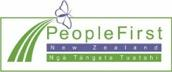 PeopleFirst
New Zealand
Ngā Tāngata Tuatahi